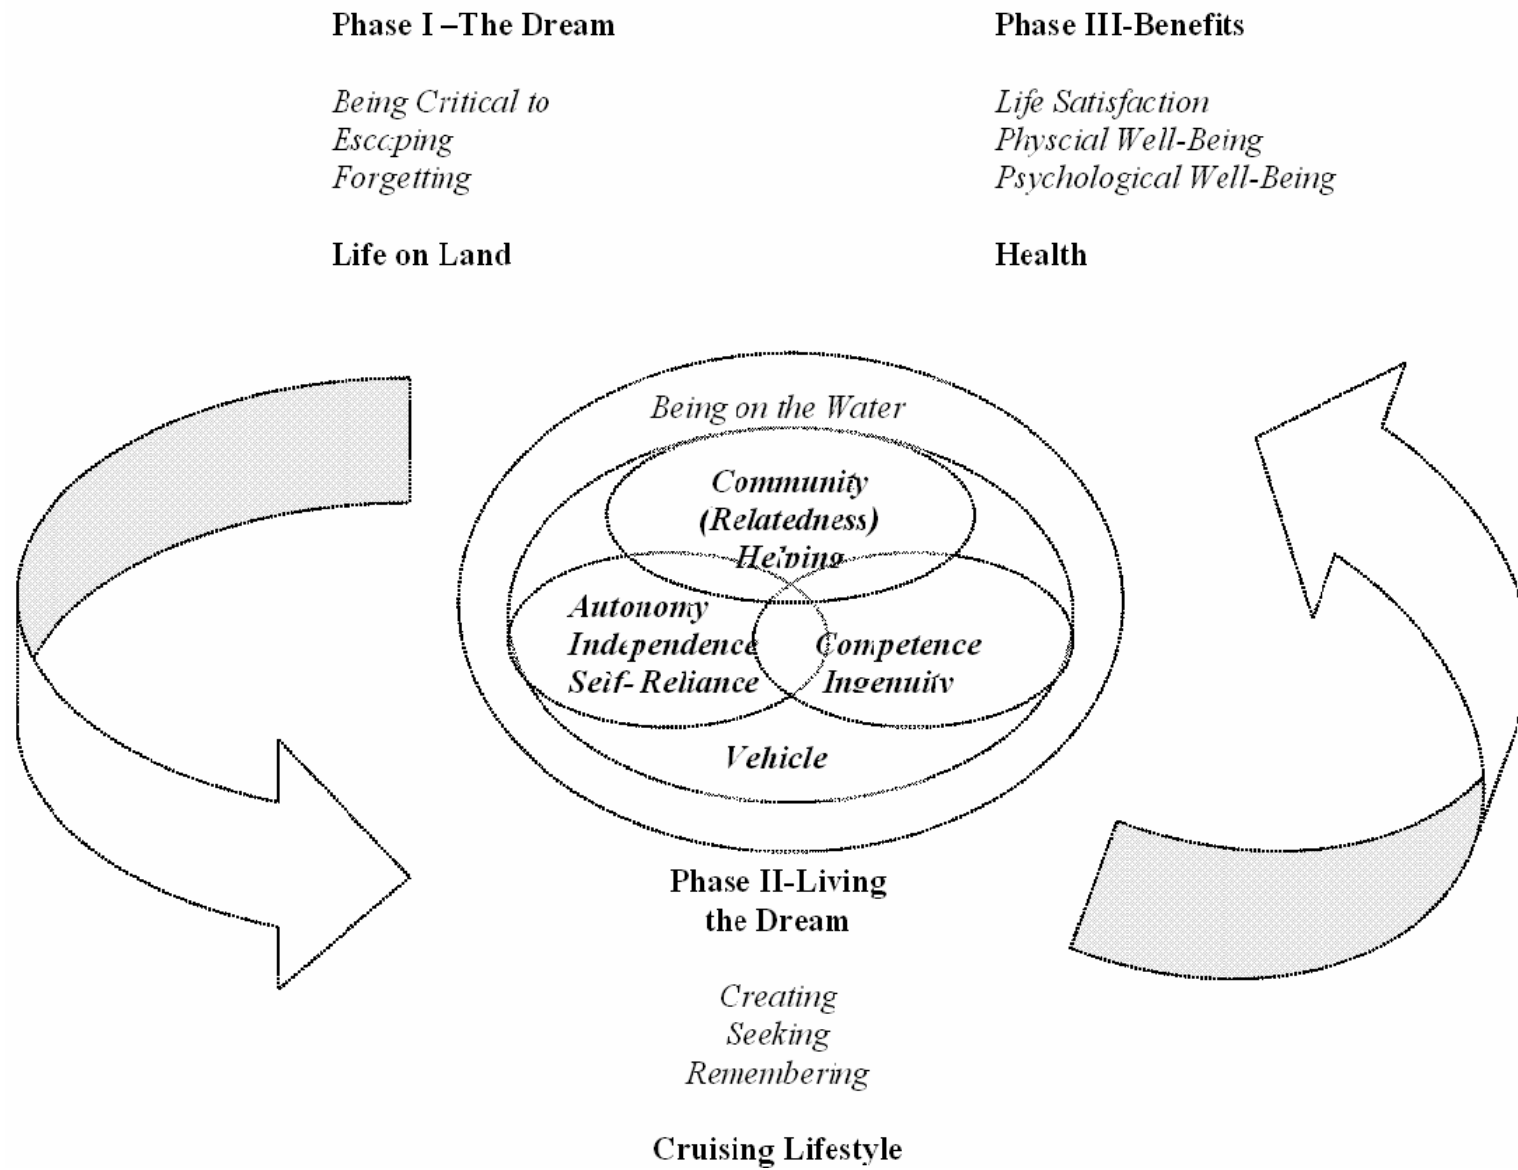 Phase I –The Dream
Being Critical to
Escaping
Forgetting
Life on Land
Phase III-Benefits
Life Satisfaction
Physcial Well-Being
Psychological Well-Being
Health
Being on the Water
Community
(Relatedness)
Helping
Autonomy
Independence
Self- Reliance
Competence
Ingenuity
Vehicle
Phase II-Living
the Dream
Creating
Seeking
Remembering
Cruising Lifestyle